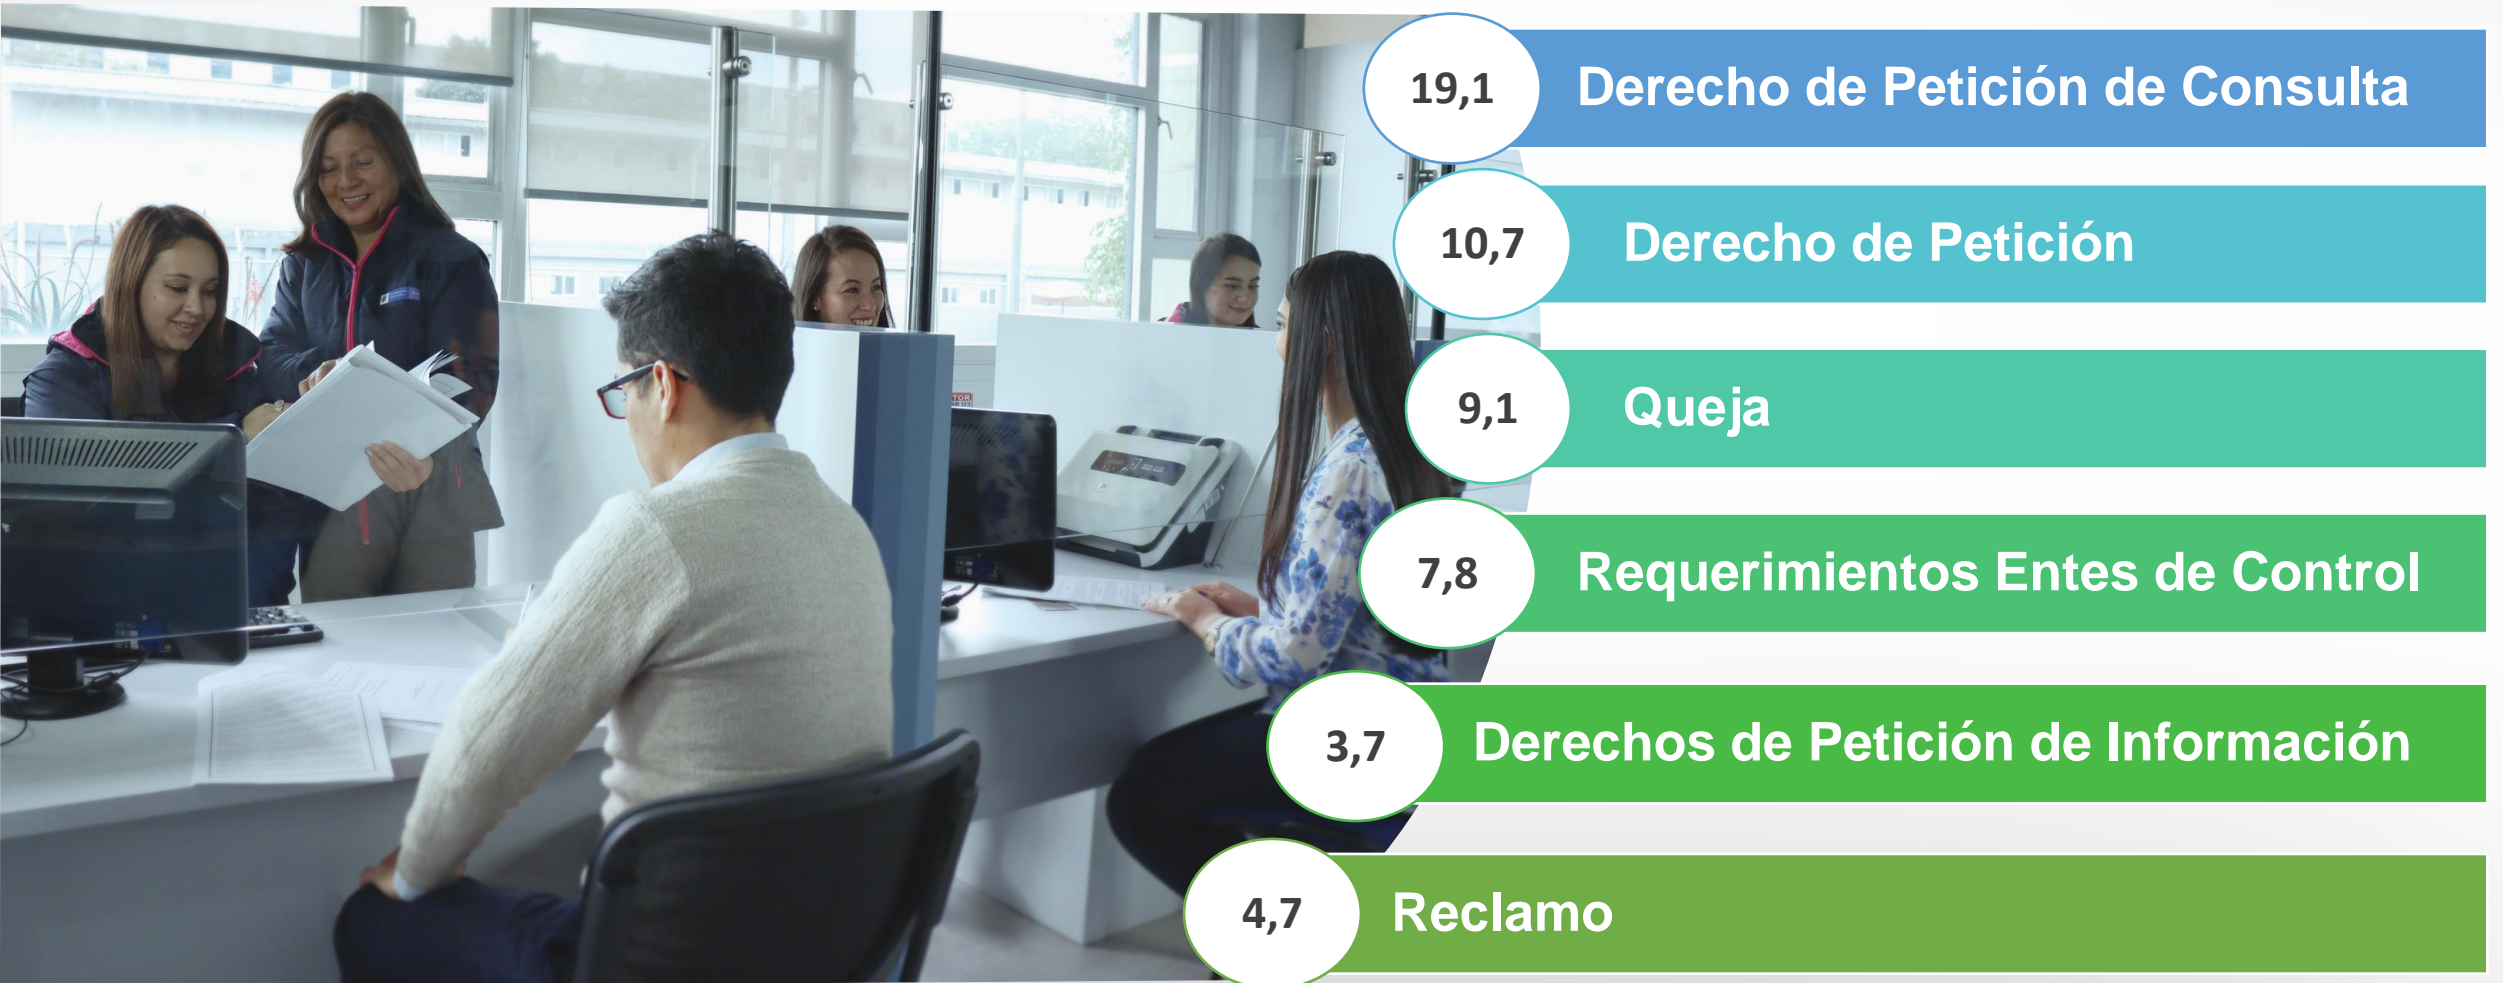 19,1 Derecho de Petición de Consulta
10,7 Derecho de Petición
9,1 Queja
7,8 Requerimientos Entes de Control
3,7 Derechos de Petición de Información
4,7 Reclamo